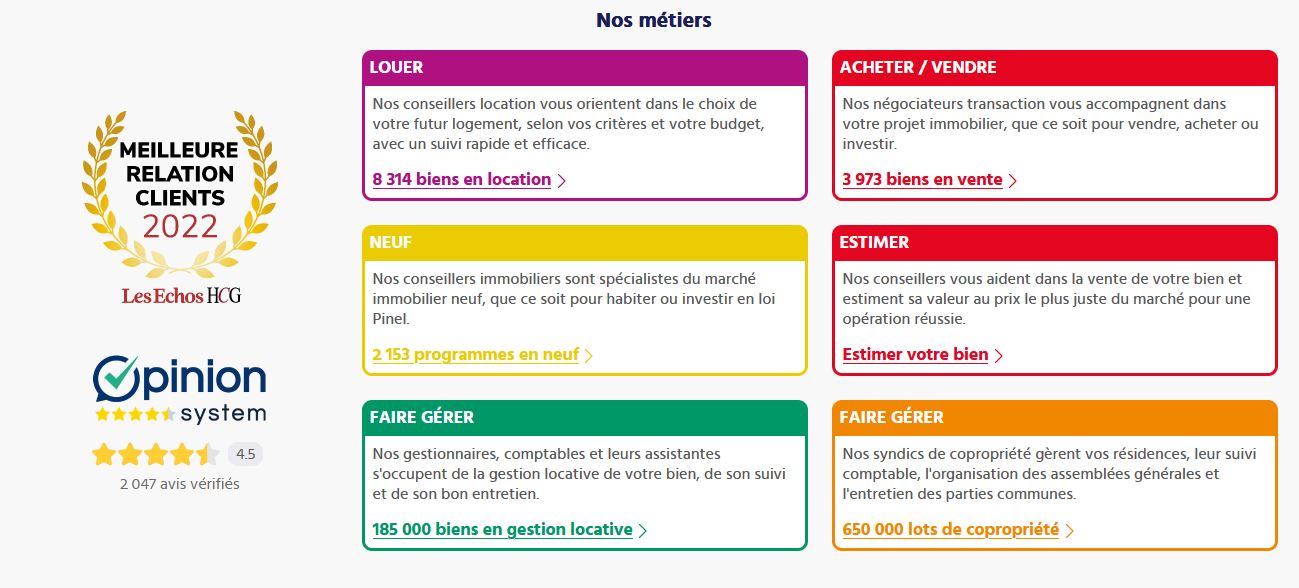 Nos métiers
MEILLEURE
RELATION
CLIENTS
2022
Les Echos HCG
Opinion
system
4.5
2 047 avis vérifiés
LOUER
Nos conseillers location vous orientent dans le choix de
votre futur logement, selon vos critères et votre budget,
avec un suivi rapide et efficace.
8 314 biens en location
ACHETER / VENDRE
Nos négociateurs transaction vous accompagnent dans
votre projet immobilier, que ce soit pour vendre, acheter ou
investir.
3 973 biens en vente
NEUF
Nos conseillers immobiliers sont spécialistes du marché
immobilier neuf, que ce soit pour habiter ou investir en loi
Pinel.
2 153 programmes en neuf
ESTIMER
Nos conseillers vous aident dans la vente de votre bien et
estiment sa valeur au prix le plus juste du marché pour une
opération réussie.
Estimer votre bien
FAIRE GÉRER
Nos gestionnaires, comptables et leurs assistantes
s'occupent de la gestion locative de votre bien, de son suivi
et de son bon entretien.
185 000 biens en gestion locative
FAIRE GÉRER
Nos syndics de copropriété gèrent vos résidences, leur suivi
comptable, l'organisation des assemblées générales et
l'entretien des parties communes.
650 000 lots de copropriété